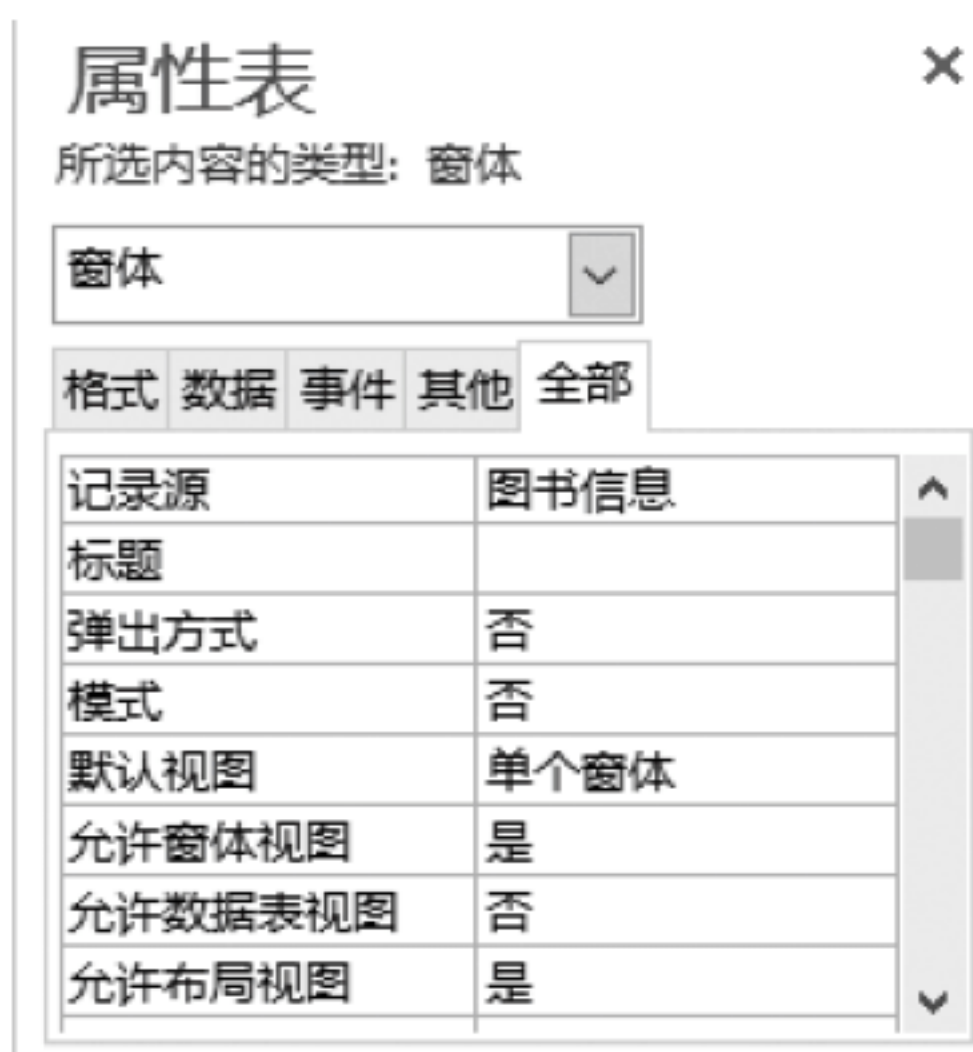 属性表
所选内容的类型: 窗体
窗体
格式 数据 事件 其他 全部
记录源 图书信息
标题
弹出方式 否
模式 否
默认视图 单个窗体
允许窗体视图 是
允许数据表视图 否
允许布局视图 是